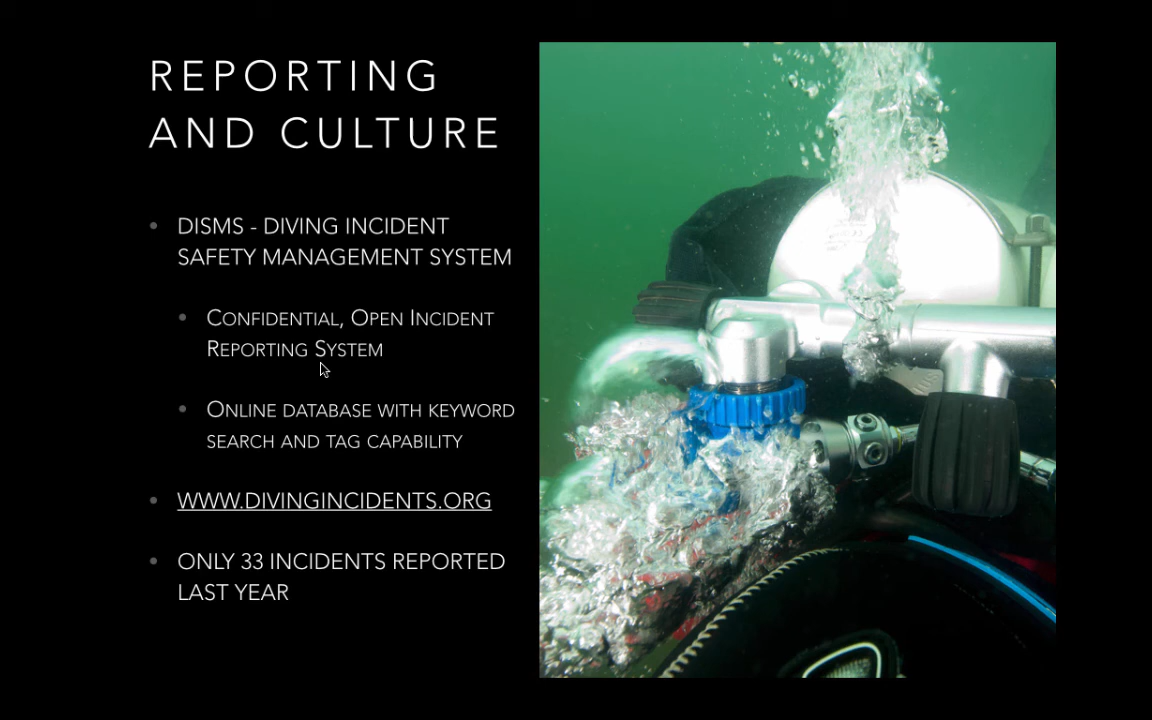 REPORTING
AND CULTURE
• DISMS - DIVING INCIDENT
SAFETY MANAGEMENT SYSTEM
• CONFIDENTIAL, OPEN INCIDENT
REPORTING SYSTEM
• ONLINE DATABASE WITH KEYWORD
SEARCH AND TAG CAPABILITY
• WWW.DIVINGINCIDENTS.ORG
• ONLY 33 INCIDENTS REPORTED
LAST YEAR